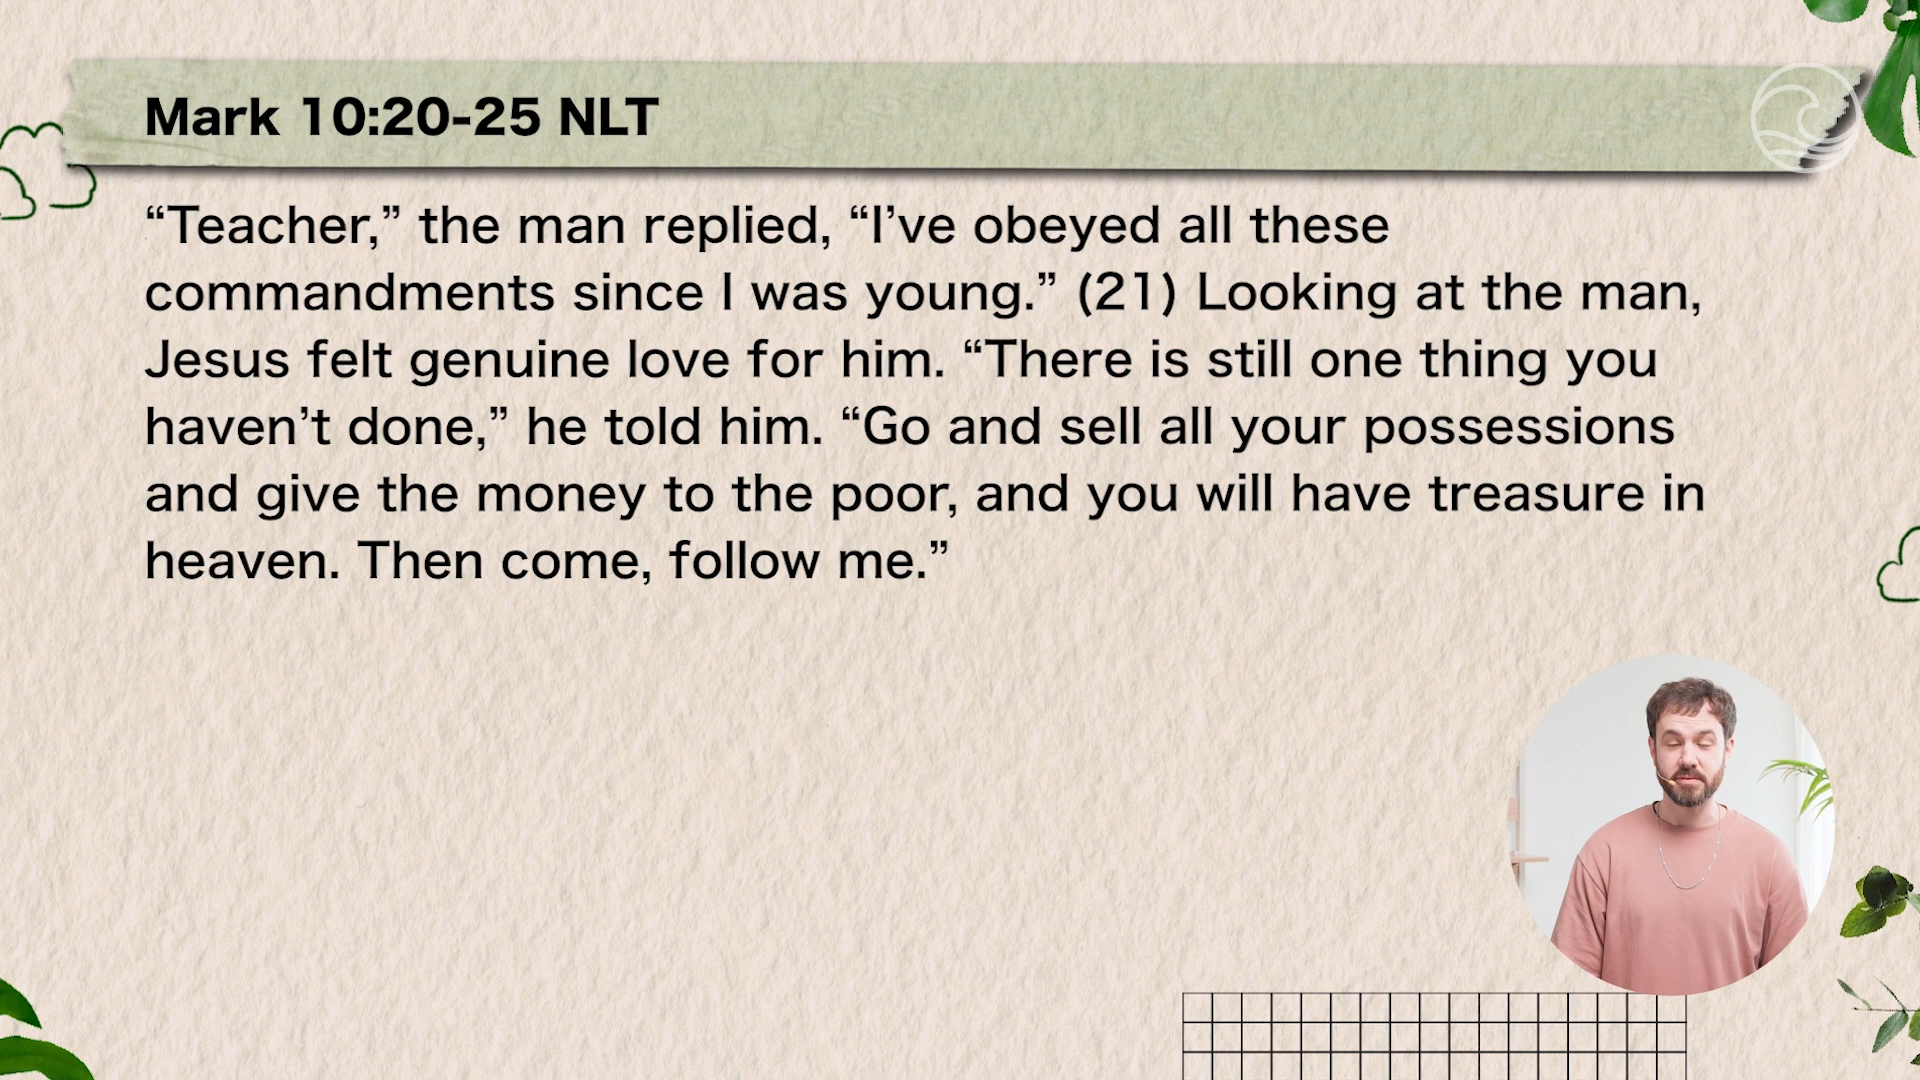 Mark 10:20-25 NLT
“Teacher,” the man replied, “I’ve obeyed all these
commandments since I was young.” (21) Looking at the man,
Jesus felt genuine love for him. “There is still one thing you
haven’t done,” he told him. “Go and sell all your possessions
and give the money to the poor, and you will have treasure in
heaven. Then come, follow me.”